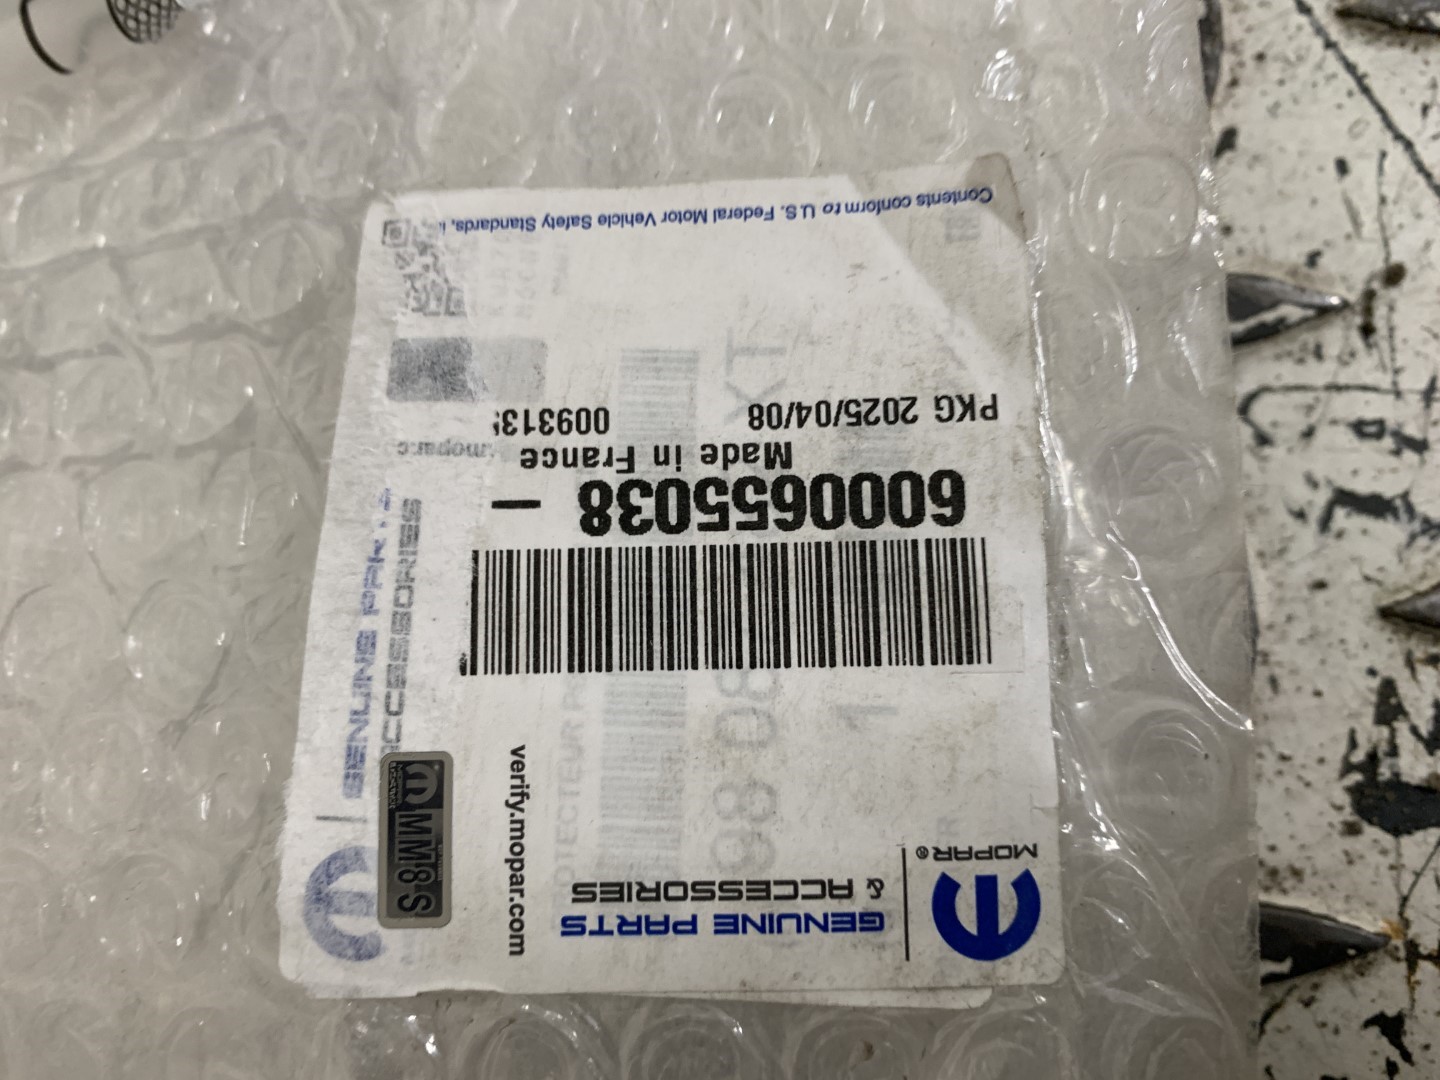 MOPAR®
GENUINE PARTS
& ACCESSORIES
verify.mopar.com
MM8-S
6000655038 –
Made in France
PKG 2025/04/08
Contents conform to U.S. Federal Motor Vehicle Safety Standards,
GENUINE
ACCESSORIES